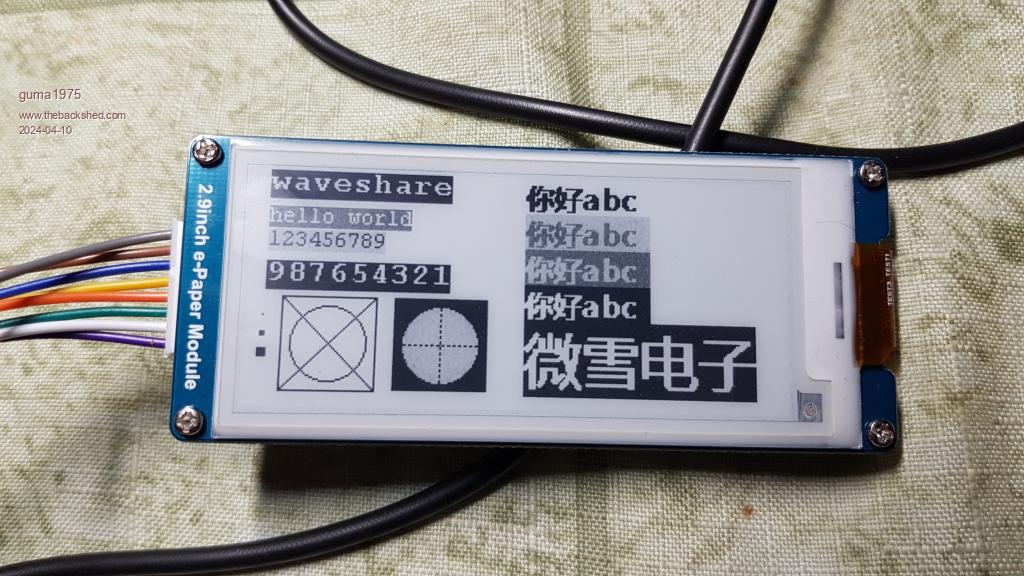 guma1975
www.thebackshed.com
2024-04-10
2.9inch e-Paper Module
waveshare
hello world
123456789
987654321
你好abc
你好abc
你好abc
你好abc
微雪电子